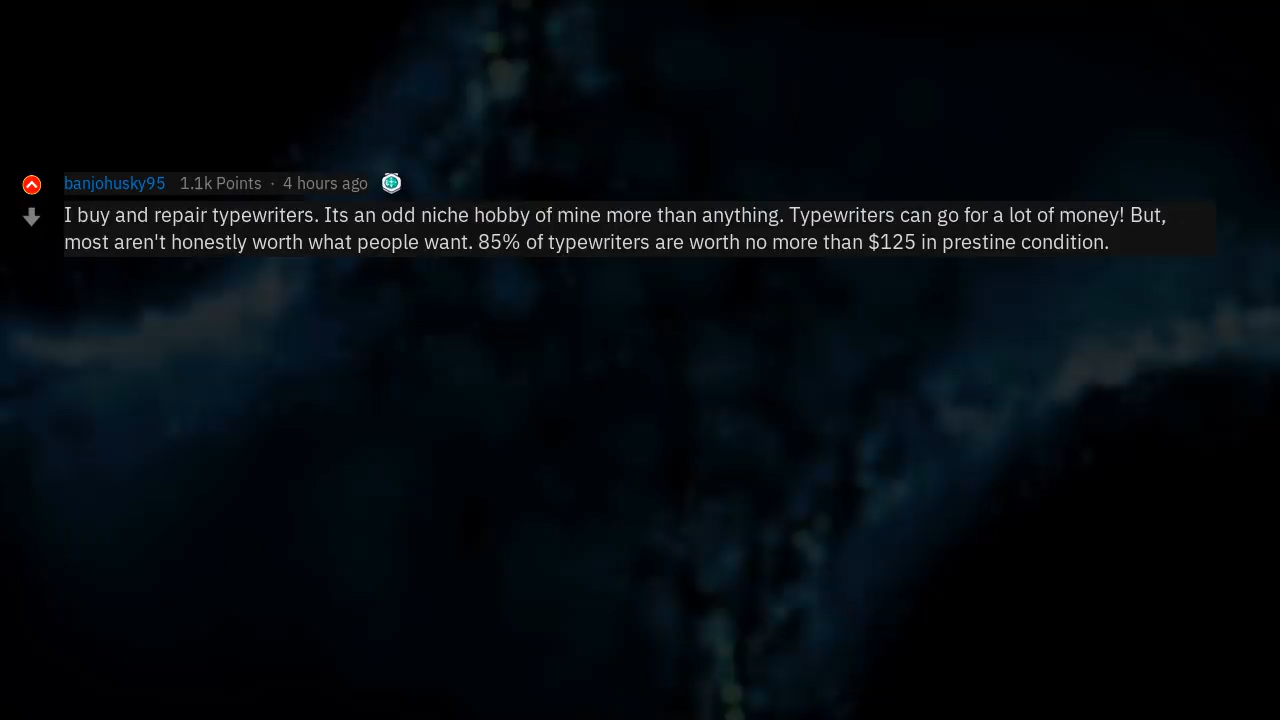 banjohusky95 1.1k Points · 4 hours ago
I buy and repair typewriters. Its an odd niche hobby of mine more than anything. Typewriters can go for a lot of money! But,
most aren't honestly worth what people want. 85% of typewriters are worth no more than $125 in prestine condition.